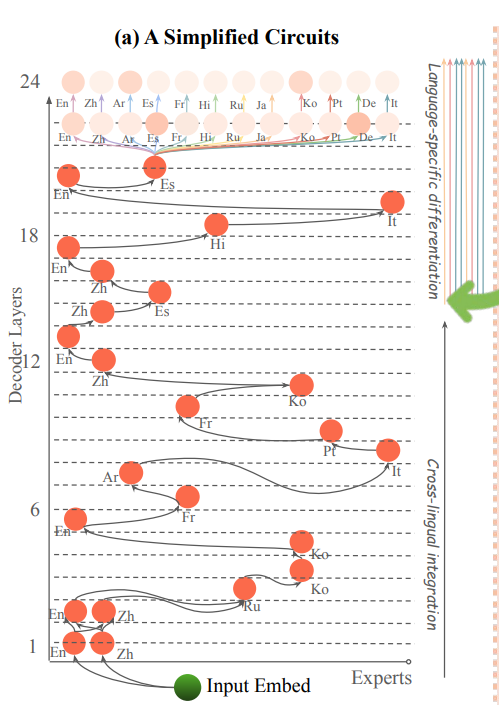 (a) A Simplified Circuits
24
En Zh Ar Es Fr Hi Ru Ja Ko Pt De It
En Zh Ar Es Fr Hi Ru Ja Ko Pt De It
Es
En
It
18
Hi
En
Zh
Zh Es
En
12
Zh
Ko
Fr
Pt
It
Ar
6
Fr
En
Ko
Ko
Ru
En Zh
1
En Zh
Input Embed
Experts
Decoder Layers
Language-specific differentiation
Cross-lingual integration